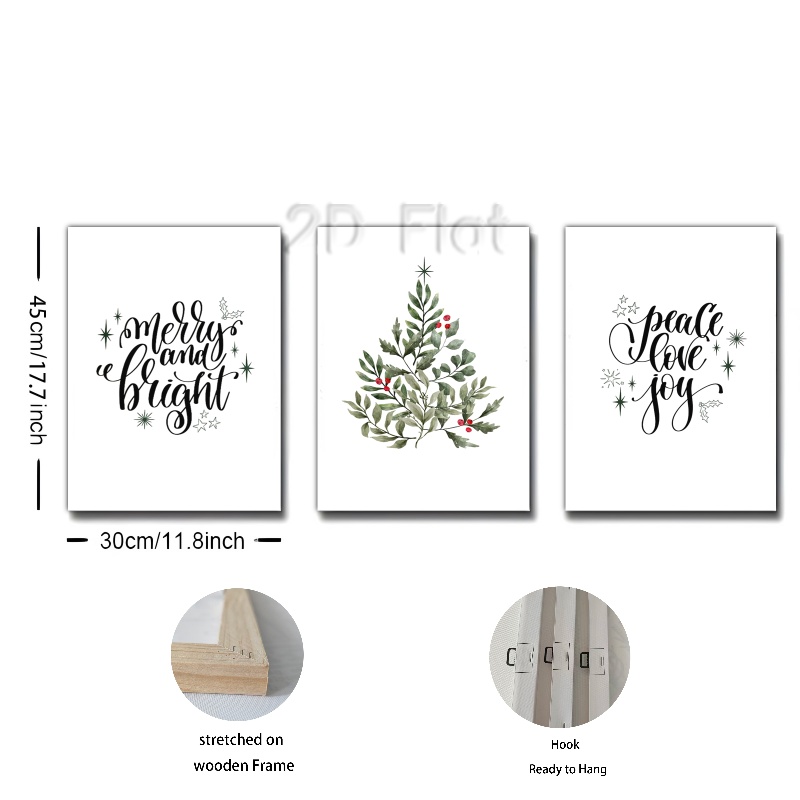 2D Flat
merry
and
bright
peace
love
joy
45cm/17.7inch
30cm/11.8inch
stretched on
wooden Frame
Hook
Ready to Hang